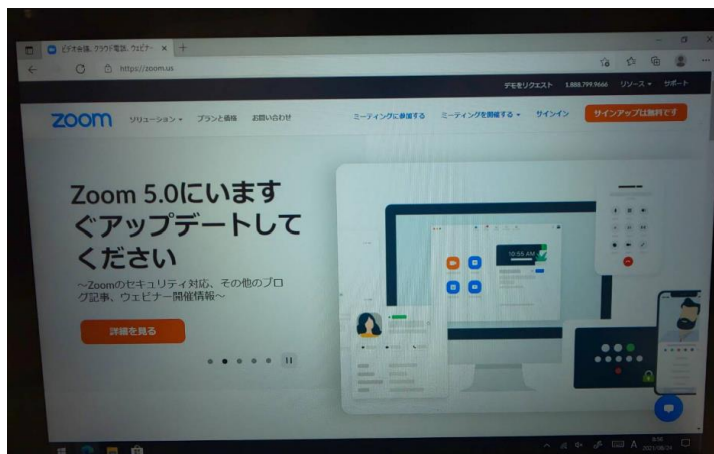 ビデオ会議、クラウド電話、ウェビナー
https://zoom.us
デモをリクエスト 1.888.799.9666 リソース サポート
zoom ソリューション プランと価格 お問い合わせ ミーティングに参加する ミーティングを開催する サインイン サインアップは無料です
Zoom 5.0にいます
ぐアップデートして
ください
～Zoomのセキュリティ対応、その他のブロ
グ記事、ウェビナー開催情報～
詳細を見る
10:55 AM
A